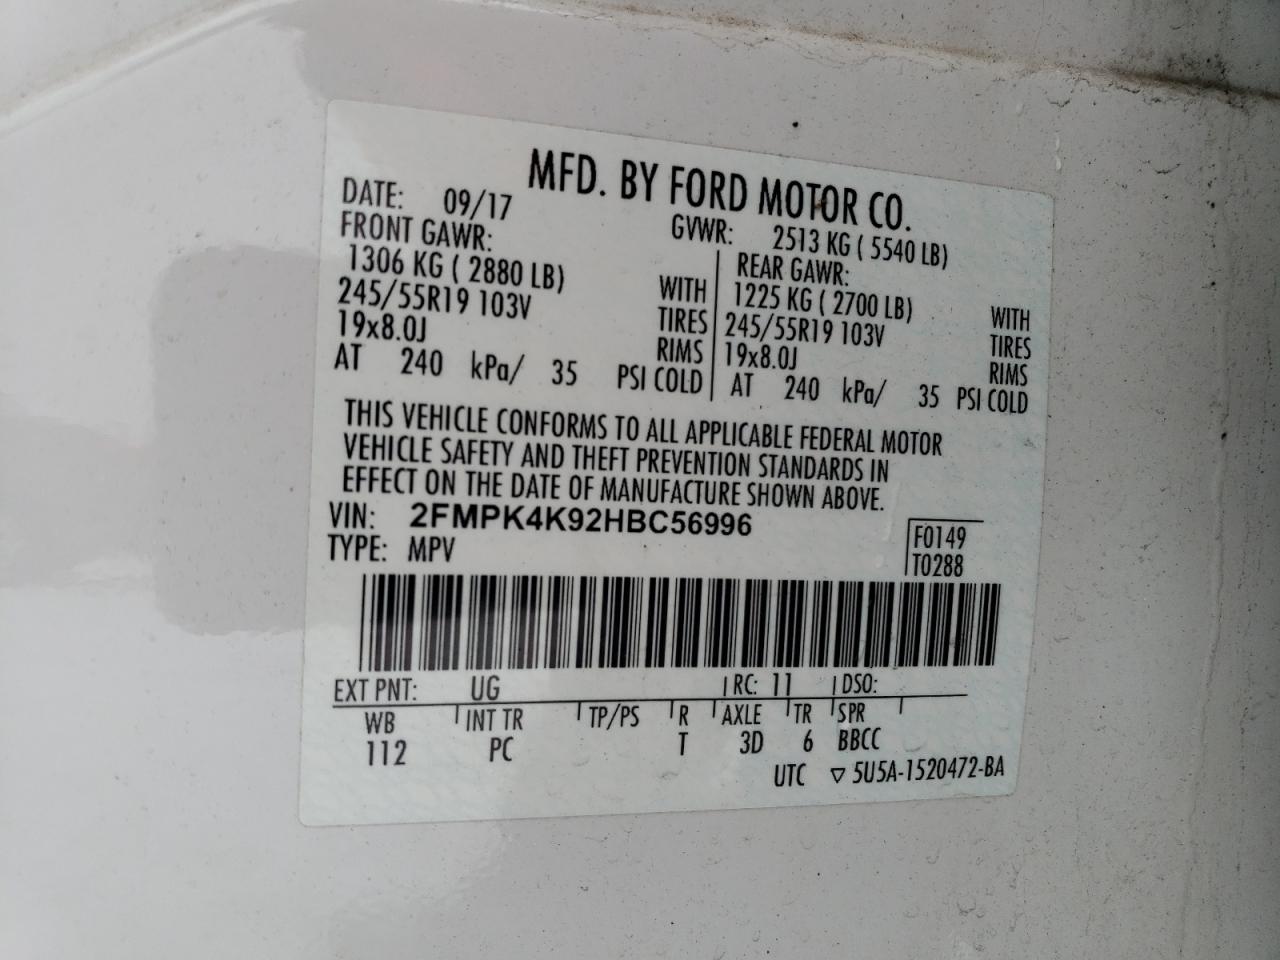 MFD. BY FORD MOTOR CO.
DATE: 09/17 GVWR: 2513 KG ( 5540 LB)
FRONT GAWR: REAR GAWR:
1306 KG ( 2880 LB) WITH 1225 KG ( 2700 LB) WITH
245/55R19 103V TIRES 245/55R19 103V TIRES
19x8.0J RIMS 19x8.0J RIMS
AT 240 kPa/ 35 PSI COLD AT 240 kPa/ 35 PSI COLD
THIS VEHICLE CONFORMS TO ALL APPLICABLE FEDERAL MOTOR
VEHICLE SAFETY AND THEFT PREVENTION STANDARDS IN
EFFECT ON THE DATE OF MANUFACTURE SHOWN ABOVE.
VIN: 2FMPK4K92HBC56996 F0149
TYPE: MPV T0288
EXT PNT: UG RC: 11 DSO:
WB INT TR TP/PS R AXLE TR SPR
112 PC T 3D 6 BBCC
UTC ▽ 5U5A-1520472-BA